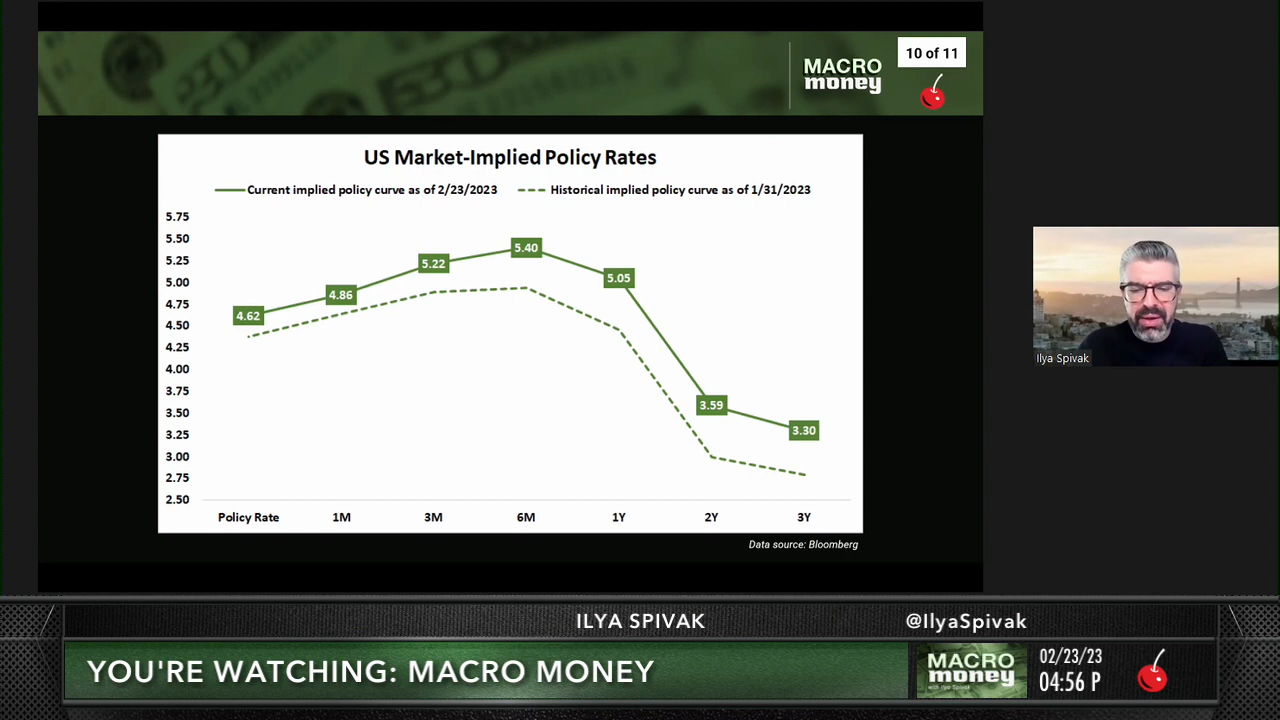 MACRO
money
10 of 11
US Market-Implied Policy Rates
Current implied policy curve as of 2/23/2023
Historical implied policy curve as of 1/31/2023
5.75
5.50
5.25
5.00
4.75
4.50
4.25
4.00
3.75
3.50
3.25
3.00
2.75
2.50
4.62
4.86
5.22
5.40
5.05
3.59
3.30
Policy Rate
1M
3M
6M
1Y
2Y
3Y
Data source: Bloomberg
Ilya Spivak
ILYA SPIVAK
@IlyaSpivak
YOU'RE WATCHING: MACRO MONEY
MACRO
money
with Ilya Spivak
02/23/23
04:56 P